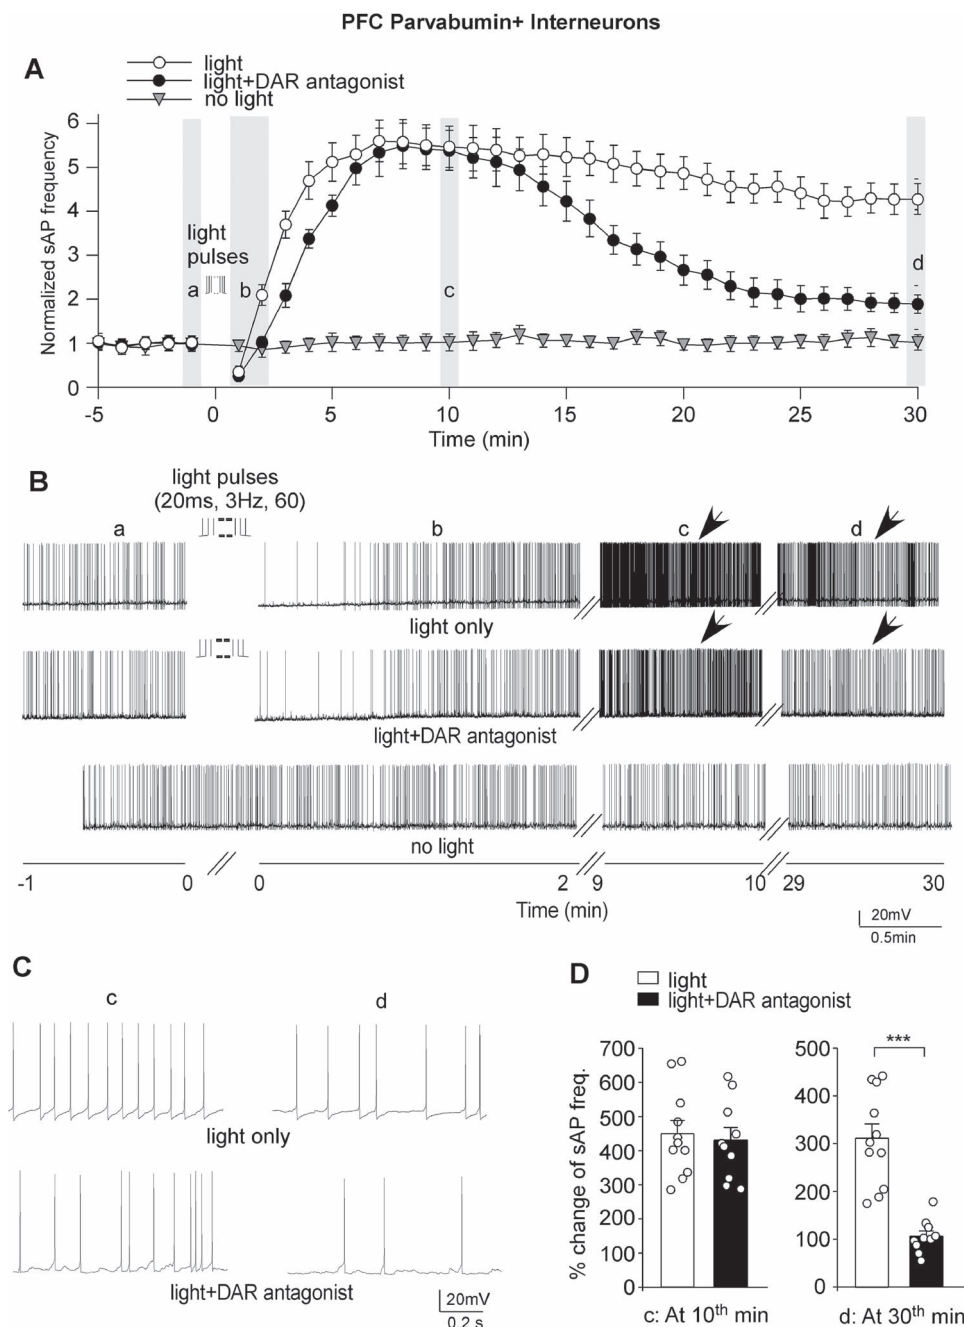 PFC Parvabumin+ Interneurons
A
light
light+DAR antagonist
no light
Normalized sAP frequency
6
5
4
3
2
1
0
light
pulses
a
b
c
d
-5
0
5
10
15
20
25
30
Time (min)
B
light pulses
(20ms, 3Hz, 60)
a
b
c
d
light only
light+DAR antagonist
no light
-1
0
0
2
9
10
29
30
Time (min)
20mV
0.5min
C
c
d
light only
light+DAR antagonist
20mV
0.2 s
D
light
light+DAR antagonist
% change of sAP freq.
700
600
500
400
300
200
100
0
c: At 10th min
500
400
300
200
100
0
***
d: At 30th min